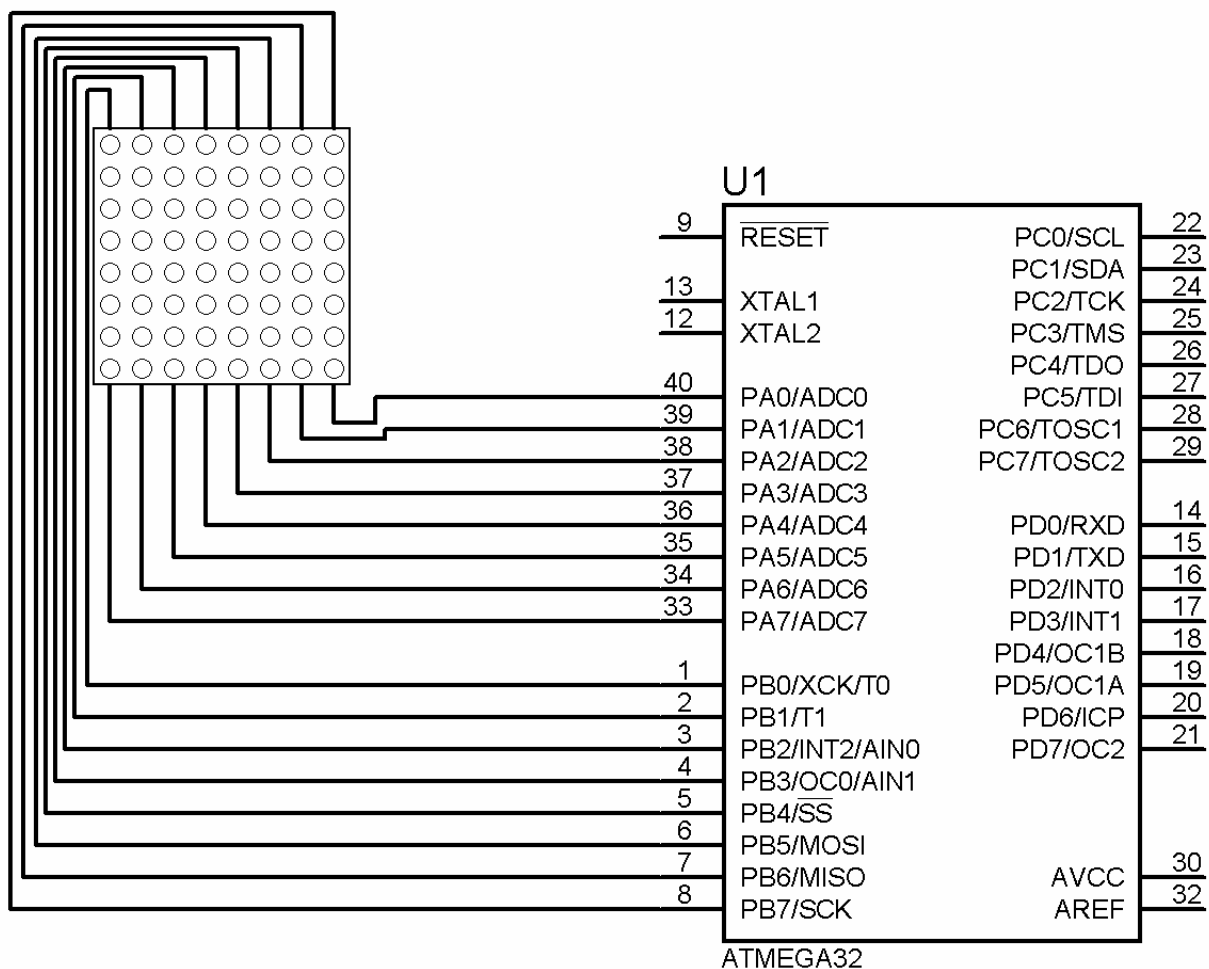 U1
9 RESET PC0/SCL 22
PC1/SDA 23
13 XTAL1 PC2/TCK 24
12 XTAL2 PC3/TMS 25
PC4/TDO 26
40 PA0/ADC0 PC5/TDI 27
39 PA1/ADC1 PC6/TOSC1 28
38 PA2/ADC2 PC7/TOSC2 29
37 PA3/ADC3
36 PA4/ADC4 PD0/RXD 14
35 PA5/ADC5 PD1/TXD 15
34 PA6/ADC6 PD2/INT0 16
33 PA7/ADC7 PD3/INT1 17
PD4/OC1B 18
1 PB0/XCK/T0 PD5/OC1A 19
2 PB1/T1 PD6/ICP 20
3 PB2/INT2/AIN0 PD7/OC2 21
4 PB3/OC0/AIN1
5 PB4/SS
6 PB5/MOSI
7 PB6/MISO AVCC 30
8 PB7/SCK AREF 32
ATMEGA32